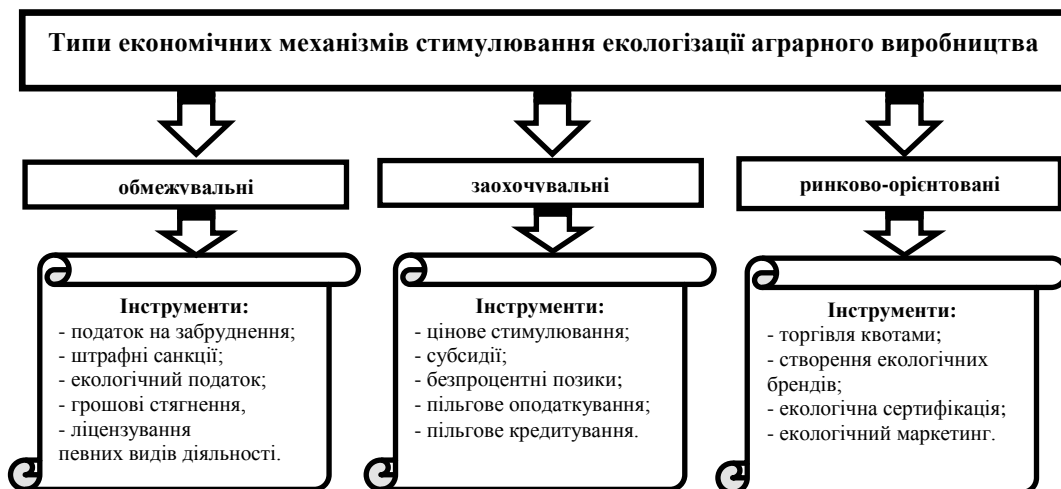 Типи економічних механізмів стимулювання екологізації аграрного виробництва
обмежувальні
заохочувальні
ринково-орієнтовані
Інструменти:
- податок на забруднення;
- штрафні санкції;
- екологічний податок;
- грошові стягнення,
- ліцензування
певних видів діяльності.
Інструменти:
- цінове стимулювання;
- субсидії;
- безпроцентні позики;
- пільгове оподаткування;
- пільгове кредитування.
Інструменти:
- торгівля квотами;
- створення екологічних
брендів;
- екологічна сертифікація;
- екологічний маркетинг.